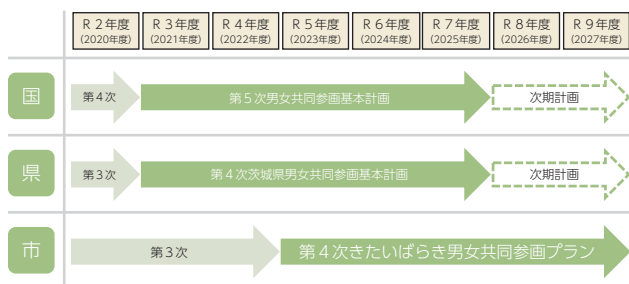 R2年度 R3年度 R4年度 R5年度 R6年度 R7年度 R8年度 R9年度
(2020年度) (2021年度) (2022年度) (2023年度) (2024年度) (2025年度) (2026年度) (2027年度)
国 第4次 第5次男女共同参画基本計画 次期計画
県 第3次 第4次茨城県男女共同参画基本計画 次期計画
市 第3次 第4次きたいばらき男女共同参画プラン